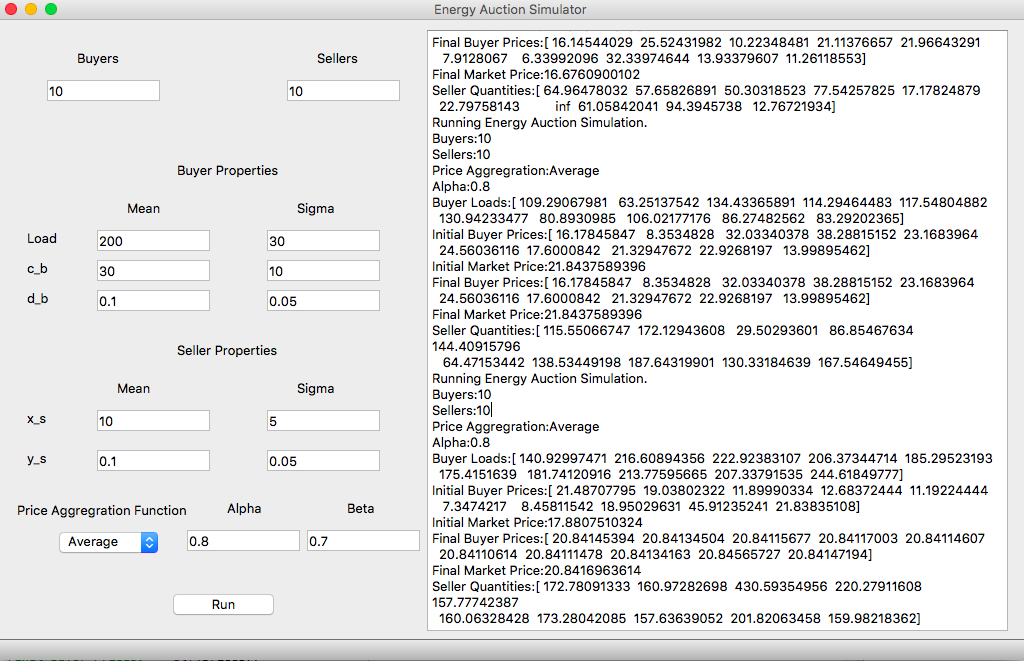 Energy Auction Simulator
Buyers
Sellers
10
10
Buyer Properties
Mean
Sigma
Load
200
30
c_b
30
10
d_b
0.1
0.05
Seller Properties
Mean
Sigma
x_s
10
5
y_s
0.1
0.05
Price Aggregration Function
Alpha
Beta
Average
0.8
0.7
Run
Final Buyer Prices:[ 16.14544029 25.52431982 10.22348481 21.11376657 21.96643291
7.9128067 6.33992096 32.33974644 13.93379607 11.26118553]
Final Market Price:16.6760900102
Seller Quantities:[ 64.96478032 57.65826891 50.30318523 77.54257825 17.17824879
22.79758143 inf 61.05842041 94.3945738 12.76721934]
Running Energy Auction Simulation.
Buyers:10
Sellers:10
Price Aggregration:Average
Alpha:0.8
Buyer Loads:[ 109.29067981 63.25137542 134.43365891 114.29464483 117.54804882
130.94233477 80.8930985 106.02177176 86.27482562 83.29202365]
Initial Buyer Prices:[ 16.17845847 8.3534828 32.03340378 38.28815152 23.1683964
24.56036116 17.6000842 21.32947672 22.9268197 13.99895462]
Initial Market Price:21.8437589396
Final Buyer Prices:[ 16.17845847 8.3534828 32.03340378 38.28815152 23.1683964
24.56036116 17.6000842 21.32947672 22.9268197 13.99895462]
Final Market Price:21.8437589396
Seller Quantities:[ 115.55066747 172.12943608 29.50293601 86.85467634
144.40915796
64.47153442 138.53449198 187.64319901 130.33184639 167.54649455]
Running Energy Auction Simulation.
Buyers:10
Sellers:10
Price Aggregration:Average
Alpha:0.8
Buyer Loads:[ 140.92997471 216.60894356 222.92383107 206.37344714 185.29523193
175.4151639 181.74120916 213.77595665 207.33791535 244.61849777]
Initial Buyer Prices:[ 21.48707795 19.03802322 11.89990334 12.68372444 11.19224444
7.3474217 8.45811542 18.95029631 45.91235241 21.83835108]
Initial Market Price:17.8807510324
Final Buyer Prices:[ 20.84145394 20.84134504 20.84115677 20.84117003 20.84114607
20.84110614 20.84111478 20.84134163 20.84565727 20.84147194]
Final Market Price:20.8416963614
Seller Quantities:[ 172.78091333 160.97282698 430.59354956 220.27911608
157.77742387
160.06328428 173.28042085 157.63639052 201.82063458 159.98218362]